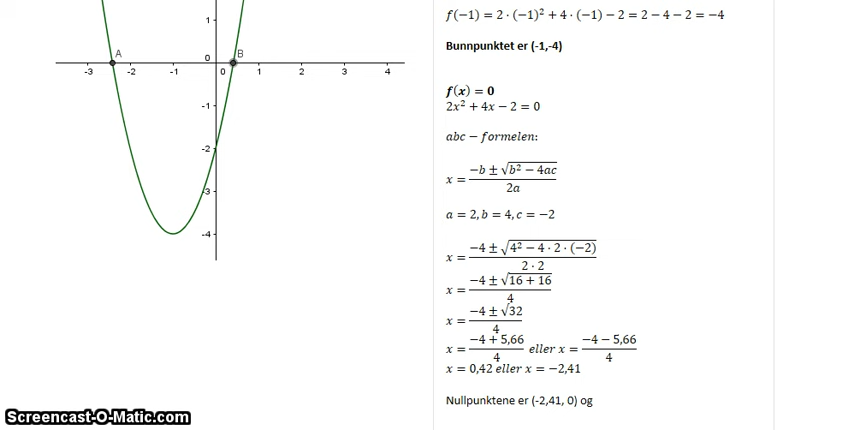 1
A
B
0
-3
-2
-1
0
1
2
3
4
-1
-2
-3
-4
f(−1) = 2 · (−1)² + 4 · (−1) − 2 = 2 − 4 − 2 = −4
Bunnpunktet er (-1,-4)
f(x) = 0
2x² + 4x − 2 = 0
abc − formelen:
x = (−b ± √(b² − 4ac)) / 2a
a = 2, b = 4, c = −2
x = (−4 ± √(4² − 4 · 2 · (−2))) / 2 · 2
x = (−4 ± √(16 + 16)) / 4
x = (−4 ± √32) / 4
x = (−4 + 5,66) / 4 eller x = (−4 − 5,66) / 4
x = 0,42 eller x = −2,41
Nullpunktene er (-2,41, 0) og
Screencast-O-Matic.com